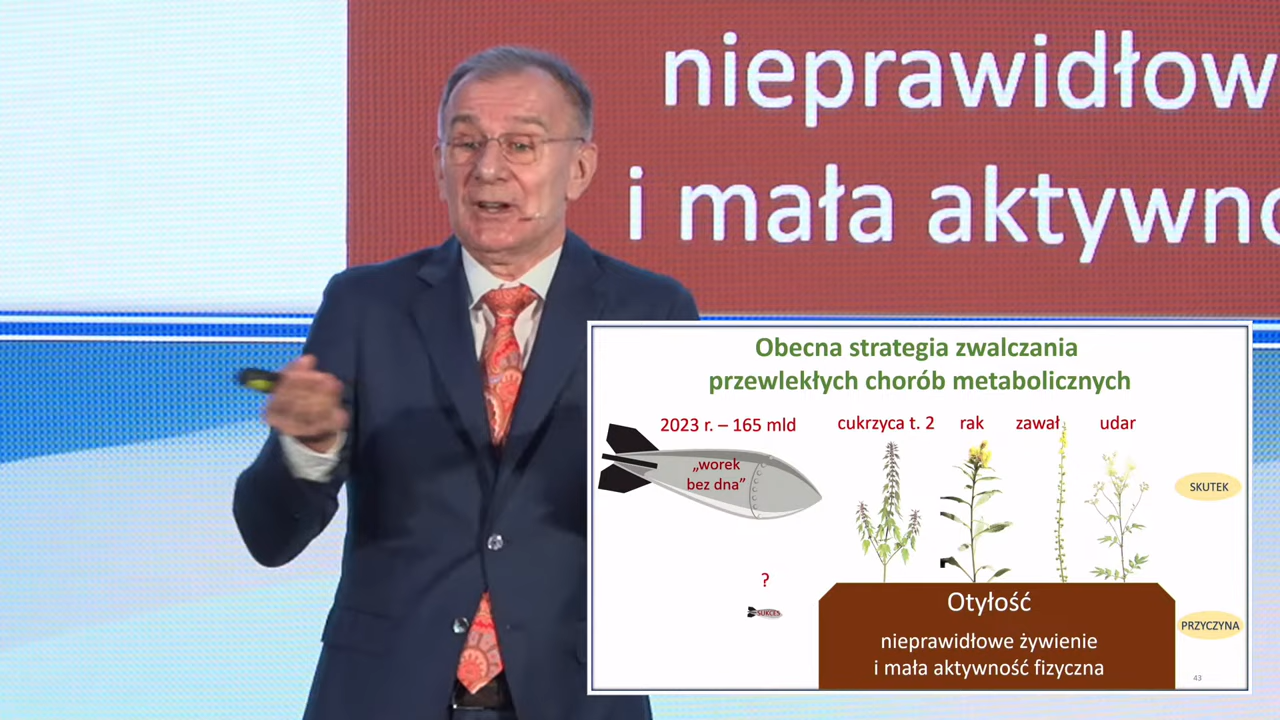 nieprawidłow
i mała aktywno
Obecna strategia zwalczania
przewlekłych chorób metabolicznych
2023 r. – 165 mld
cukrzyca t. 2
rak
zawał
udar
„worek
bez dna”
SKUTEK
?
SUKCES
Otyłość
nieprawidłowe żywienie
i mała aktywność fizyczna
PRZYCZYNA
43